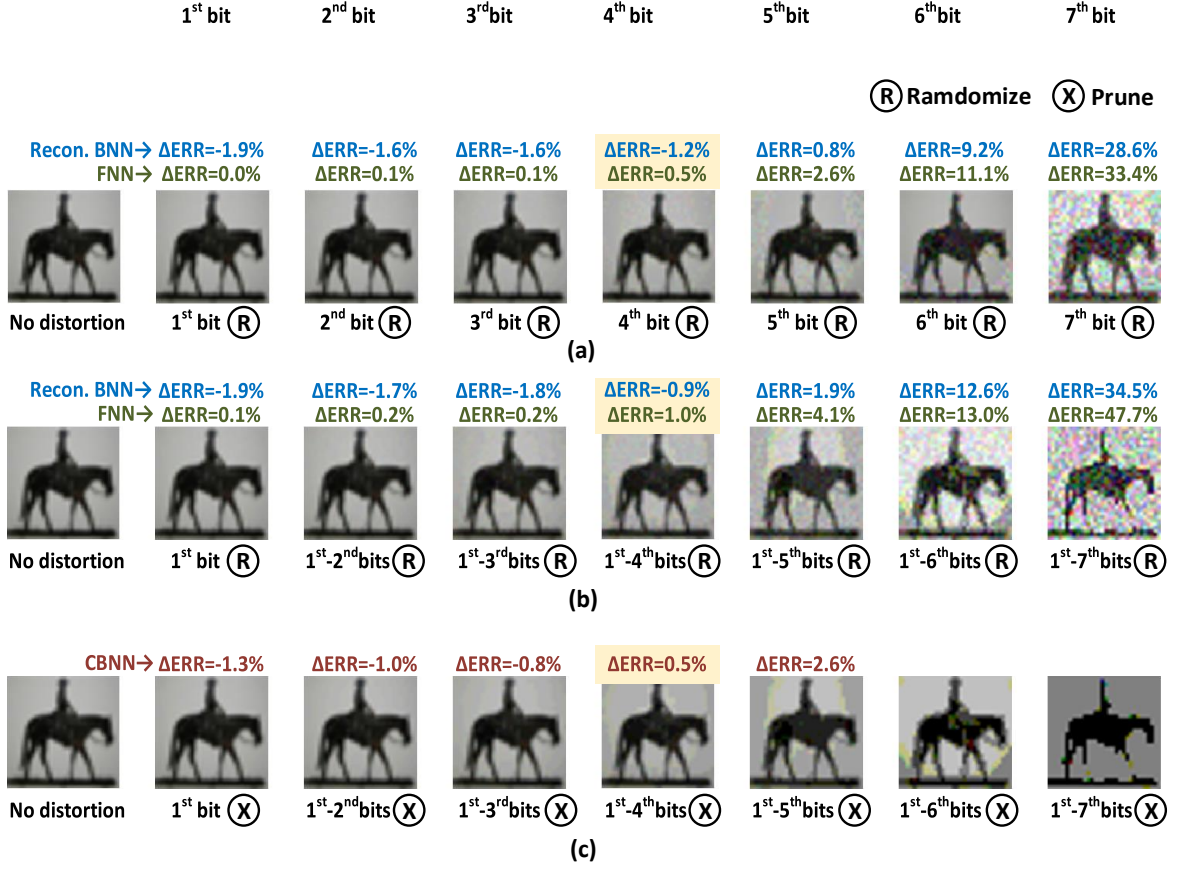 1st bit 2nd bit 3rd bit 4th bit 5th bit 6th bit 7th bit
R Ramdomize X Prune
Recon. BNN→ ΔERR=-1.9% ΔERR=-1.6% ΔERR=-1.6% ΔERR=-1.2% ΔERR=0.8% ΔERR=9.2% ΔERR=28.6%
FNN→ ΔERR=0.0% ΔERR=0.1% ΔERR=0.1% ΔERR=0.5% ΔERR=2.6% ΔERR=11.1% ΔERR=33.4%
No distortion 1st bit R 2nd bit R 3rd bit R 4th bit R 5th bit R 6th bit R 7th bit R
(a)
Recon. BNN→ ΔERR=-1.9% ΔERR=-1.7% ΔERR=-1.8% ΔERR=-0.9% ΔERR=1.9% ΔERR=12.6% ΔERR=34.5%
FNN→ ΔERR=0.1% ΔERR=0.2% ΔERR=0.2% ΔERR=1.0% ΔERR=4.1% ΔERR=13.0% ΔERR=47.7%
No distortion 1st bit R 1st-2nd bits R 1st-3rd bits R 1st-4th bits R 1st-5th bits R 1st-6th bits R 1st-7th bits R
(b)
CBNN→ ΔERR=-1.3% ΔERR=-1.0% ΔERR=-0.8% ΔERR=0.5% ΔERR=2.6%
No distortion 1st bit X 1st-2nd bits X 1st-3rd bits X 1st-4th bits X 1st-5th bits X 1st-6th bits X 1st-7th bits X
(c)